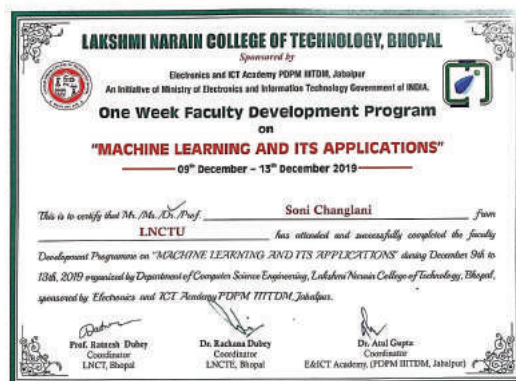 LAKSHMI NARAIN COLLEGE OF TECHNOLOGY, BHOPAL
Sponsored by
Electronics and ICT Academy PDPM IIITDM, Jabalpur
An Initiative of Ministry of Electronics and Information Technology Government of INDIA.
One Week Faculty Development Program
on
"MACHINE LEARNING AND ITS APPLICATIONS"
09th December – 13th December 2019
This is to certify that Mr./Ms./Dr./Prof. Soni Changlani from
LNCTU has attended and successfully completed the faculty
Development Programme on "MACHINE LEARNING AND ITS APPLICATIONS" during December 9th to
13th, 2019 organized by Department of Computer Science Engineering, Lakshmi Narain College of Technology, Bhopal,
sponsored by Electronics and ICT Academy PDPM IIITDM, Jabalpur.
Prof. Ratnesh Dubey
Coordinator
LNCT, Bhopal
Dr. Rachana Dubey
Coordinator
LNCTE, Bhopal
Dr. Atul Gupta
Coordinator
E&ICT Academy, (PDPM IIITDM, Jabalpur)